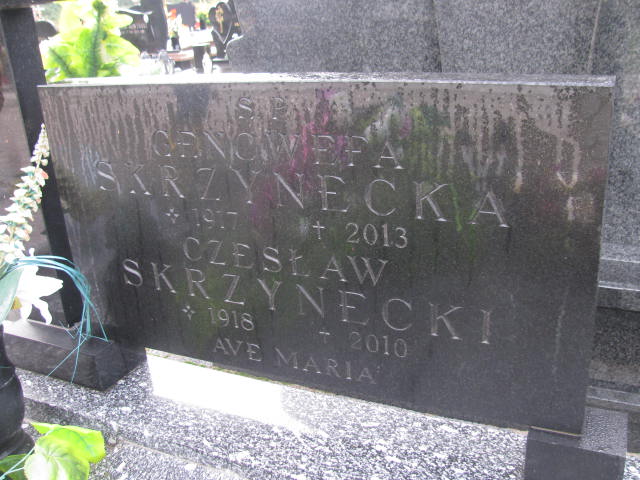 S P
GENOWEFA
SKRZYNECKA
1917 † 2013
CZESŁAW
SKRZYNECKI
1918 † 2010
AVE MARIA